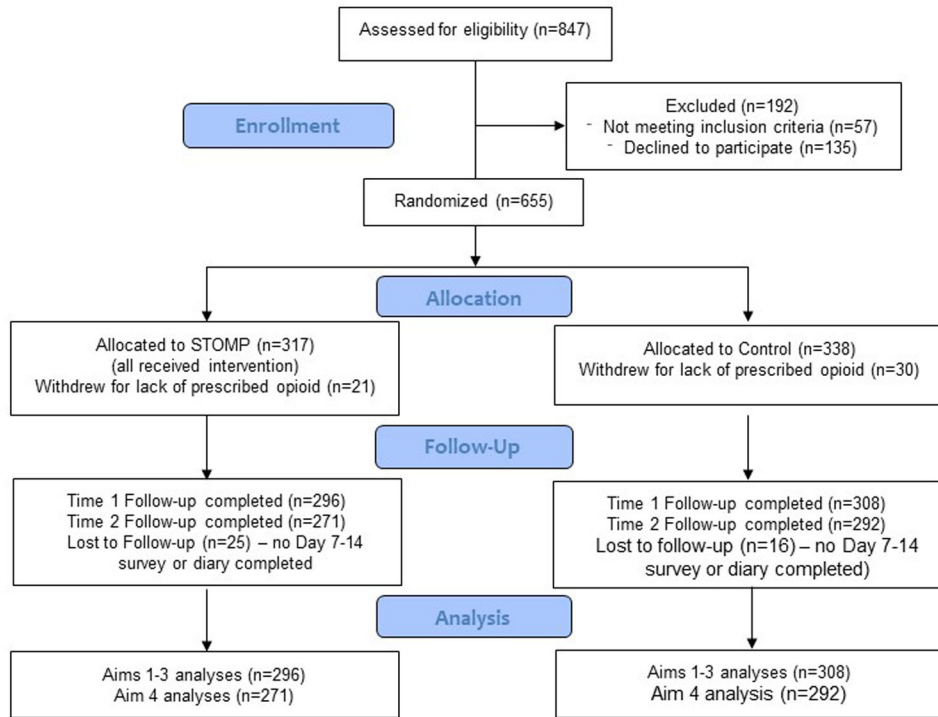 Assessed for eligibility (n=847)
Enrollment
Excluded (n=192)
- Not meeting inclusion criteria (n=57)
- Declined to participate (n=135)
Randomized (n=655)
Allocation
Allocated to STOMP (n=317)
(all received intervention)
Withdrew for lack of prescribed opioid (n=21)
Allocated to Control (n=338)
Withdrew for lack of prescribed opioid (n=30)
Follow-Up
Time 1 Follow-up completed (n=296)
Time 2 Follow-up completed (n=271)
Lost to Follow-up (n=25) – no Day 7-14
survey or diary completed
Time 1 Follow-up completed (n=308)
Time 2 Follow-up completed (n=292)
Lost to follow-up (n=16) – no Day 7-14
survey or diary completed)
Analysis
Aims 1-3 analyses (n=296)
Aim 4 analyses (n=271)
Aims 1-3 analyses (n=308)
Aim 4 analysis (n=292)